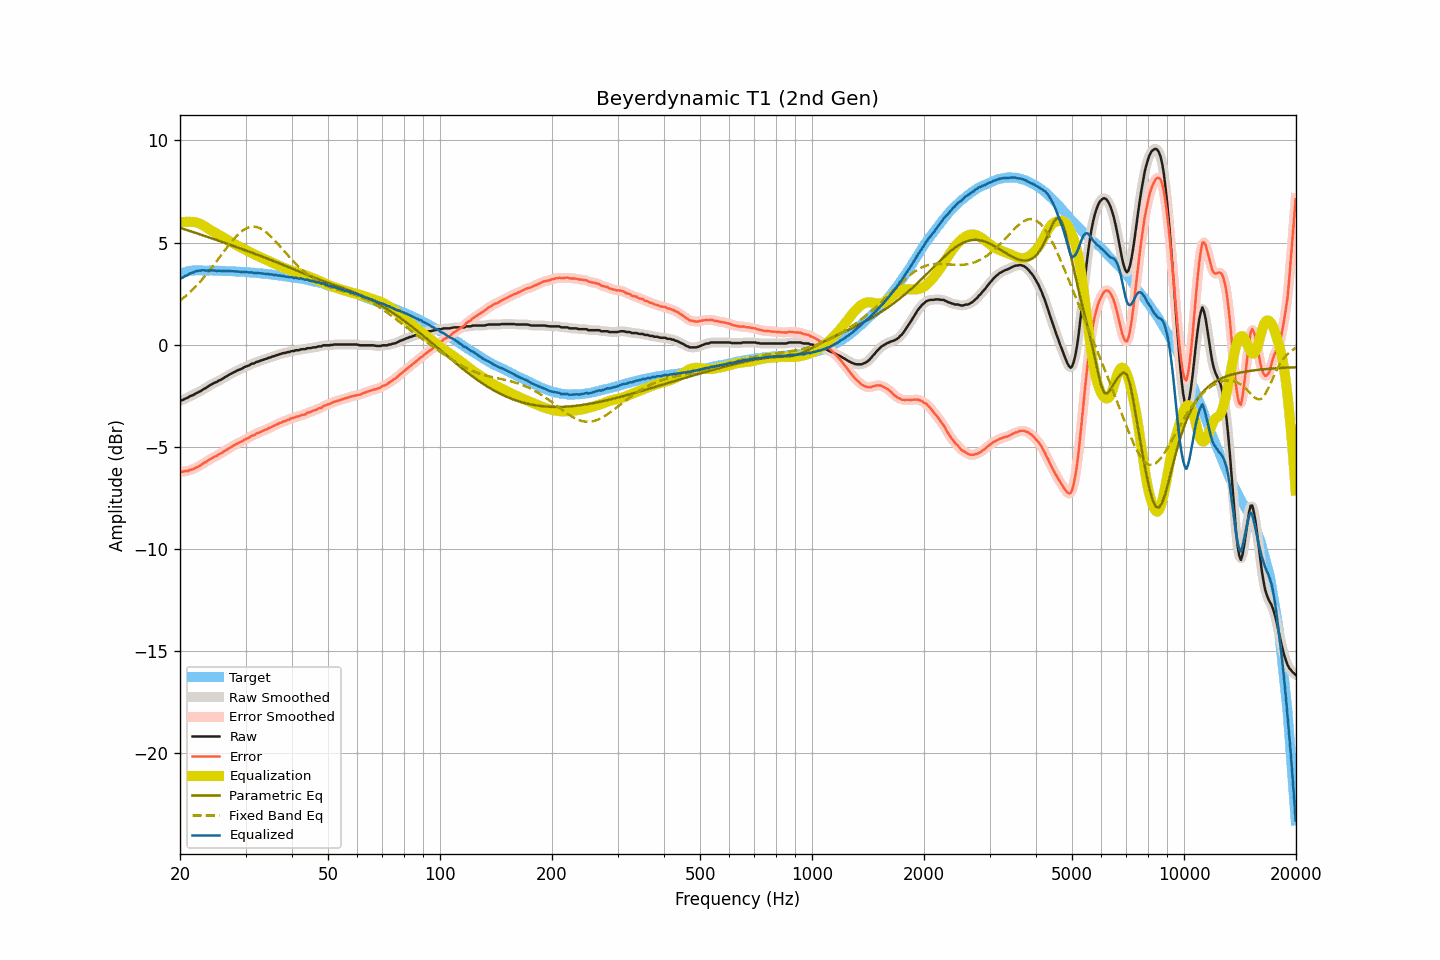 Beyerdynamic T1 (2nd Gen)
10
5
0
−5
−10
−15
−20
Amplitude (dBr)
Target
Raw Smoothed
Error Smoothed
Raw
Error
Equalization
Parametric Eq
Fixed Band Eq
Equalized
20 50 100 200 500 1000 2000 5000 10000 20000
Frequency (Hz)